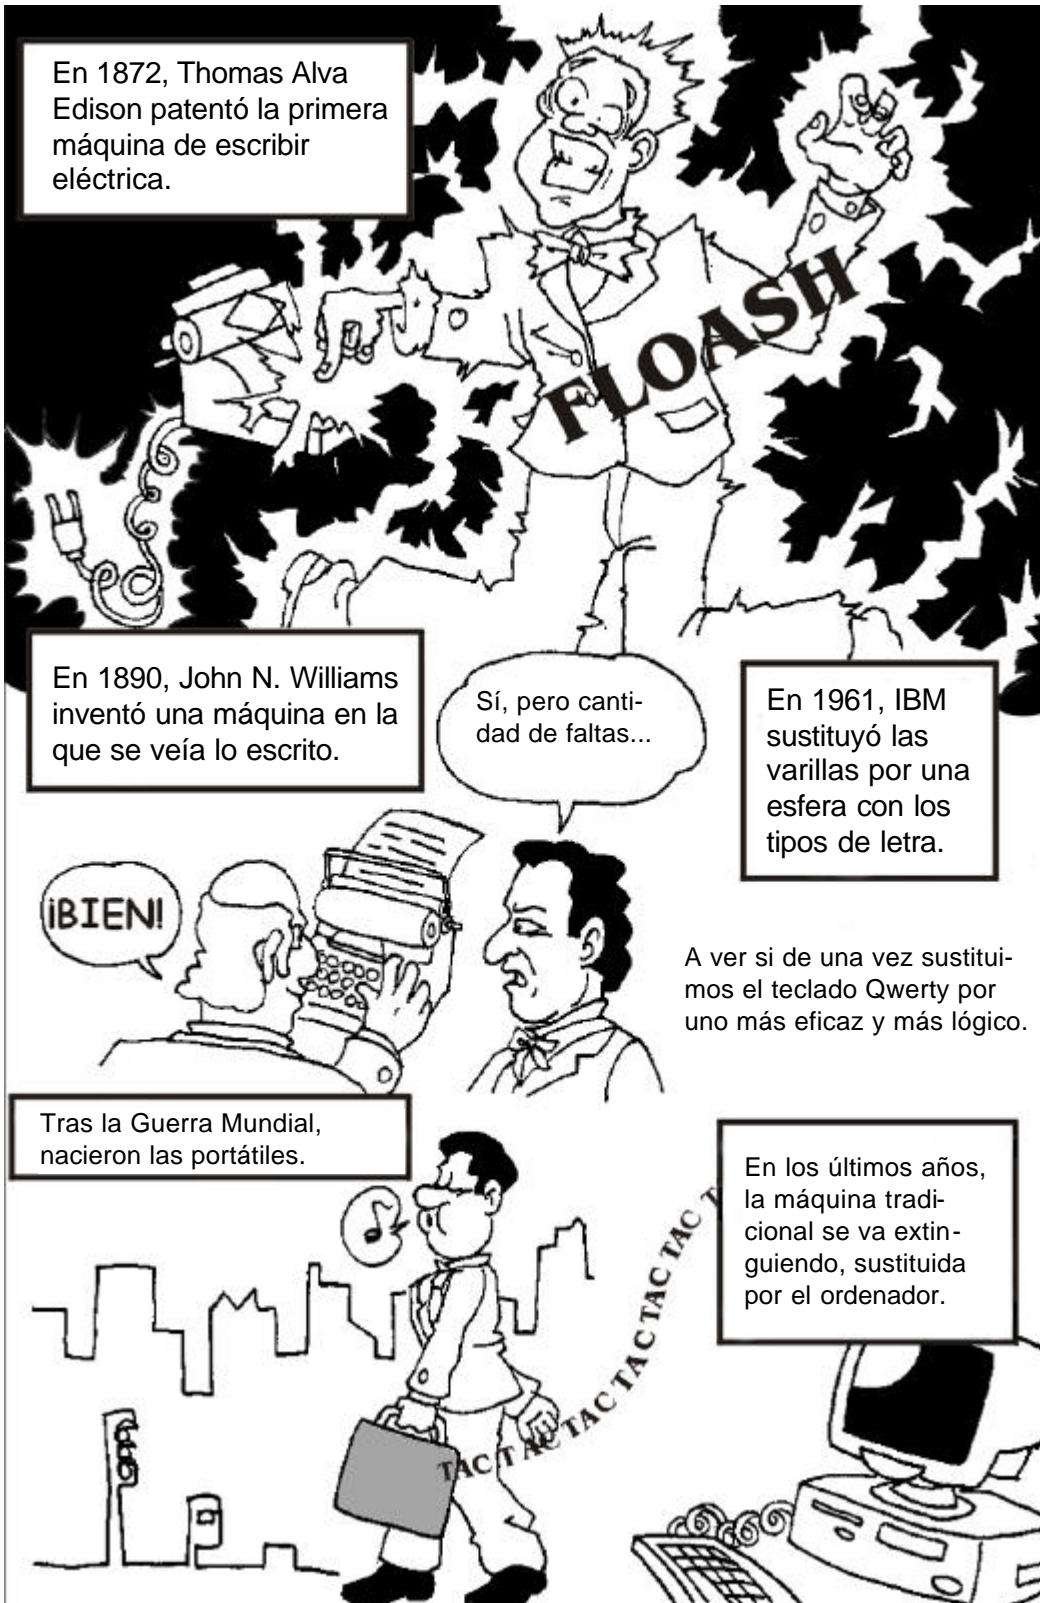 En 1872, Thomas Alva
Edison patentó la primera
máquina de escribir
eléctrica.
FLOASH
En 1890, John N. Williams
inventó una máquina en la
que se veía lo escrito.
Sí, pero canti-
dad de faltas...
En 1961, IBM
sustituyó las
varillas por una
esfera con los
tipos de letra.
¡BIEN!
A ver si de una vez sustitui-
mos el teclado Qwerty por
uno más eficaz y más lógico.
Tras la Guerra Mundial,
nacieron las portátiles.
En los últimos años,
la máquina tradi-
cional se va extin-
guiendo, sustituida
por el ordenador.
TAC TAC TAC TAC TAC TAC TAC TAC T